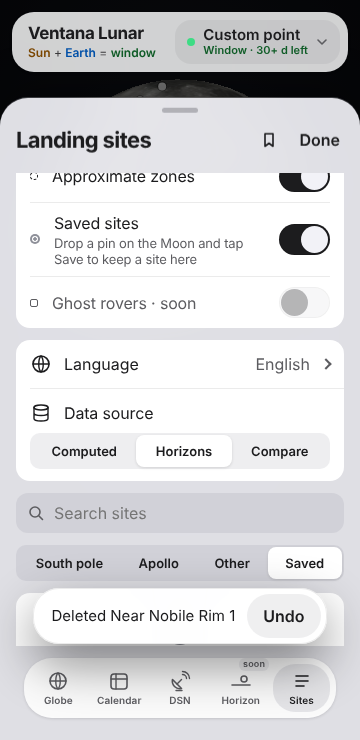 Ventana Lunar
Sun + Earth = window
Custom point
Window · 30+ d left
Landing sites
Done
Approximate zones
Saved sites
Drop a pin on the Moon and tap
Save to keep a site here
Ghost rovers · soon
Language
English
Data source
Computed
Horizons
Compare
Search sites
South pole
Apollo
Other
Saved
Deleted Near Nobile Rim 1
Undo
soon
Globe
Calendar
DSN
Horizon
Sites